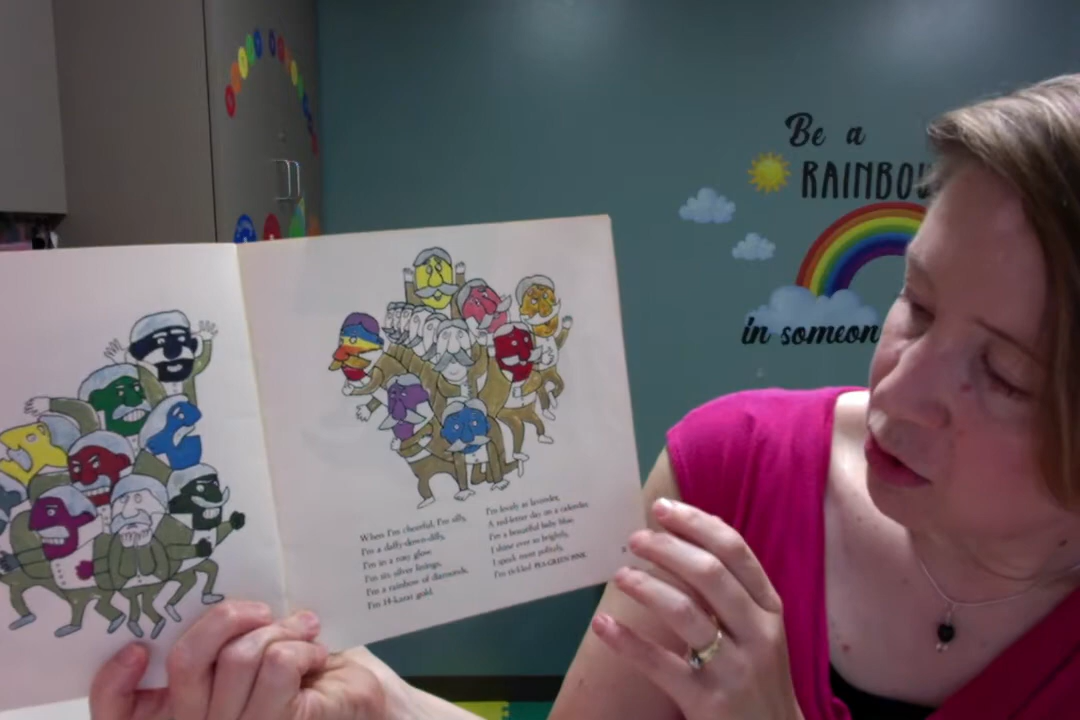 Be a
RAINBOW
in someon
When I'm cheerful, I'm silly,
I'm a daffy-down-dilly,
I'm in a rosy glow.
I'm six silver linings,
I'm a rainbow of diamonds,
I'm 14-karat gold.
I'm lovely as lavender,
A red-letter day on a calendar.
I'm a beautiful baby blue.
I shine ever so brightly,
I speak most politely,
I'm tickled PEA-GREEN PINK